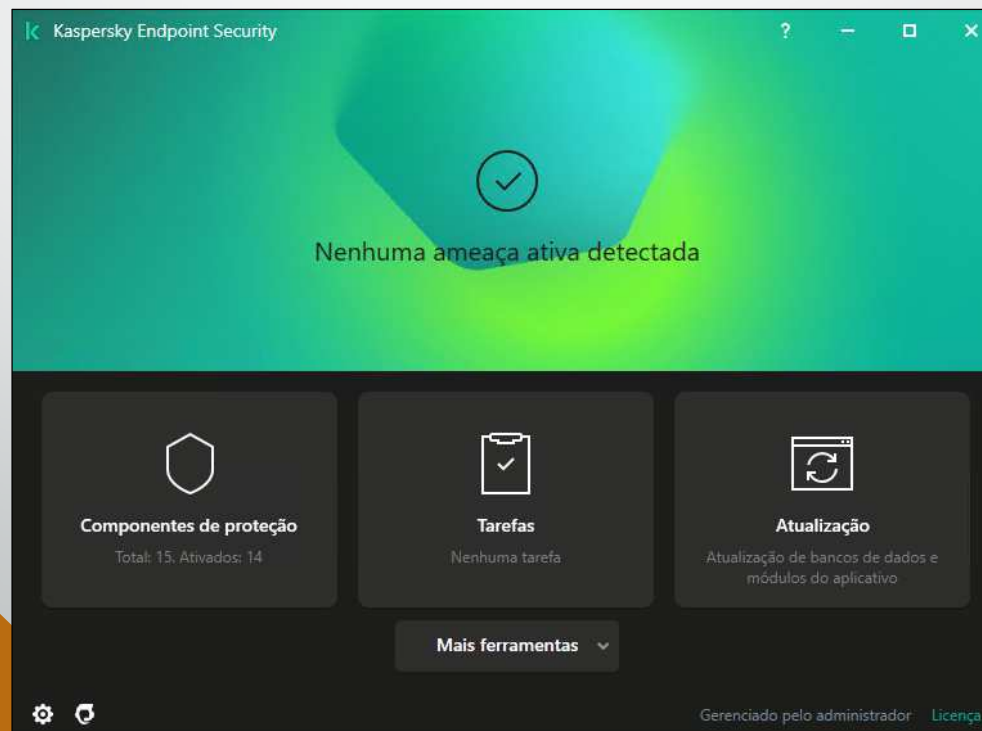 Kaspersky Endpoint Security
Nenhuma ameaça ativa detectada
Componentes de proteção
Total: 15. Ativados: 14
Tarefas
Nenhuma tarefa
Atualização
Atualização de bancos de dados e
módulos do aplicativo
Mais ferramentas
Gerenciado pelo administrador
Licença